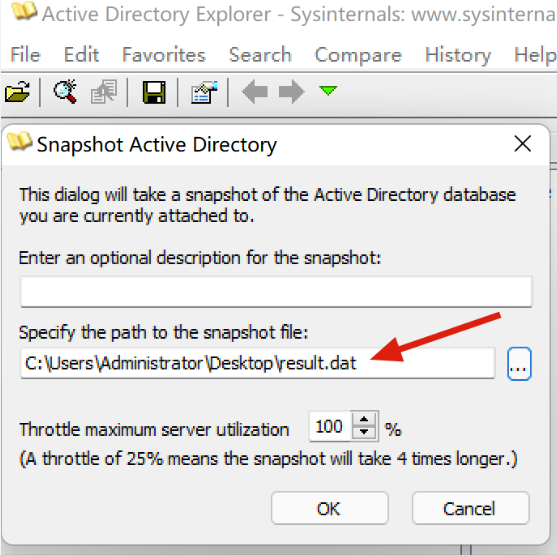 Active Directory Explorer - Sysinternals: www.sysinterna
File Edit Favorites Search Compare History Help
Snapshot Active Directory
This dialog will take a snapshot of the Active Directory database
you are currently attached to.
Enter an optional description for the snapshot:
Specify the path to the snapshot file:
C:\Users\Administrator\Desktop\result.dat
...
Throttle maximum server utilization 100 %
(A throttle of 25% means the snapshot will take 4 times longer.)
OK Cancel